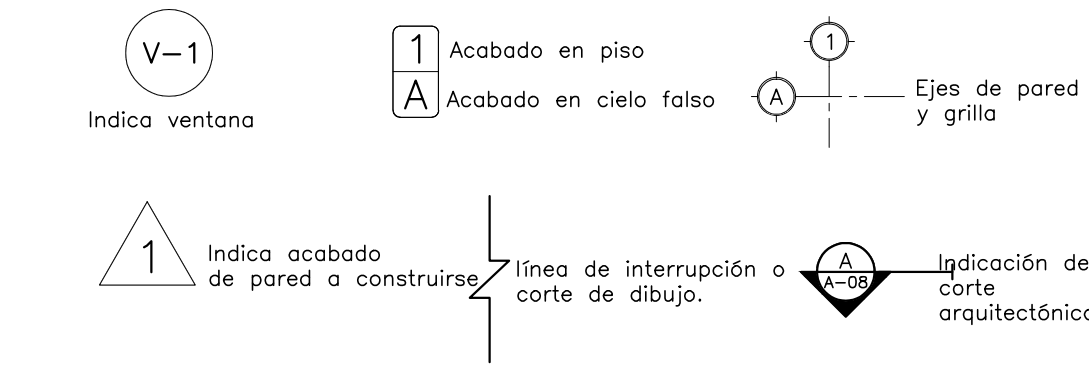 V-1
Indica ventana
1
A
Acabado en piso
Acabado en cielo falso
1
A
Ejes de pared
y grilla
1
Indica acabado
de pared a construirse
línea de interrupción o
corte de dibujo.
A
A-08
Indicación de
corte
arquitectónico